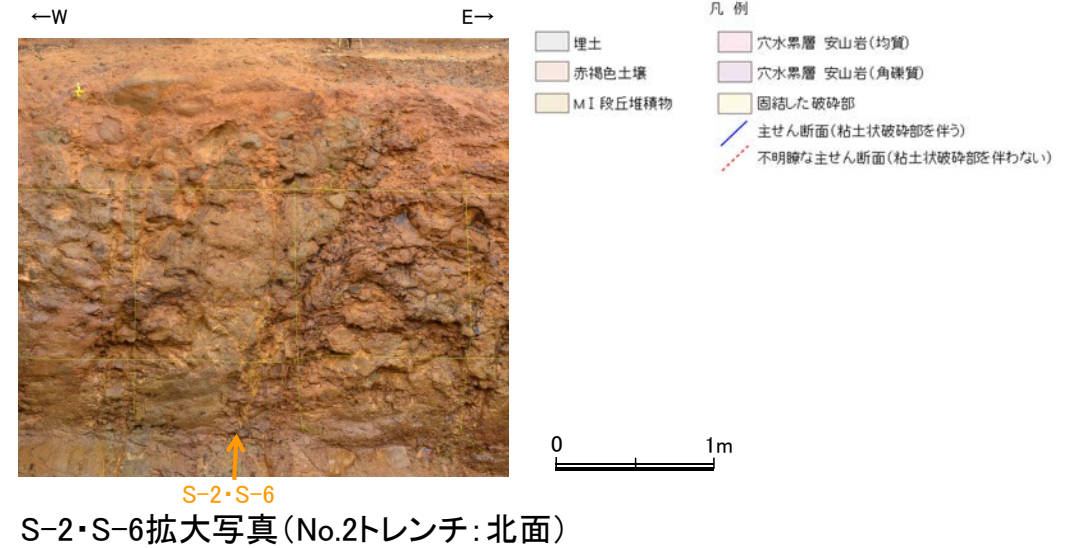 ←W
E→
凡 例
埋土
赤褐色土壌
MⅠ段丘堆積物
穴水累層 安山岩(均質)
穴水累層 安山岩(角礫質)
固結した破砕部
主せん断面(粘土状破砕部を伴う)
不明瞭な主せん断面(粘土状破砕部を伴わない)
0 1m
S-2・S-6
S-2・S-6拡大写真(No.2トレンチ:北面)